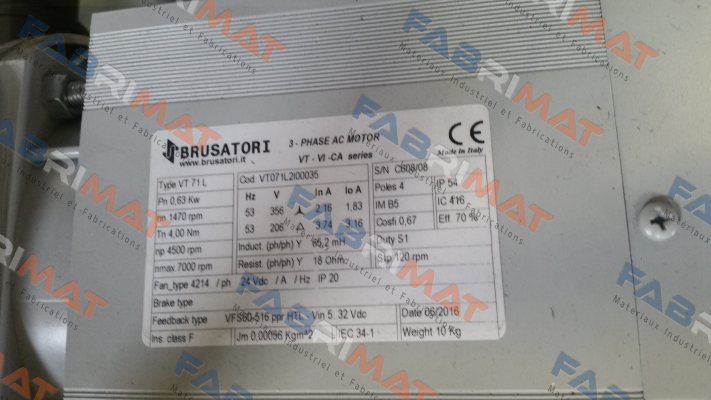 BRUSATORI
www.brusatori.it
3 - PHASE AC MOTOR
VT - VI -CA series
CE
Made in Italy
Type VT 71 L
Cod VT071L2I00035
S/N C808/08
Pn 0,63 Kw
Hz V In A Io A
Poles 4 IP 54
nn 1470 rpm
53 356 2,16 1,83
IM B5 IC 416
Tn 4,00 Nm
53 206 3,74 3,16
Cosfi 0,67 Eff. 70 %
np 4500 rpm
Induct (ph/ph) Y 85,2 mH
Duty S1
nmax 7000 rpm
Resist. (ph/ph) Y 18 Ohm
Slip 120 rpm
Fan_type 4214 / ph 24 Vdc / A / Hz IP 20
Brake type
Feedback type VFS60-516 ppr HTL - Vin 5..32 Vdc
Date 06/2016
Ins. class F
Jm 0,00056 Kgm^2
IEC 34-1
Weight 10 Kg
FABRIMAT
Materiaux Industriel et Fabrications